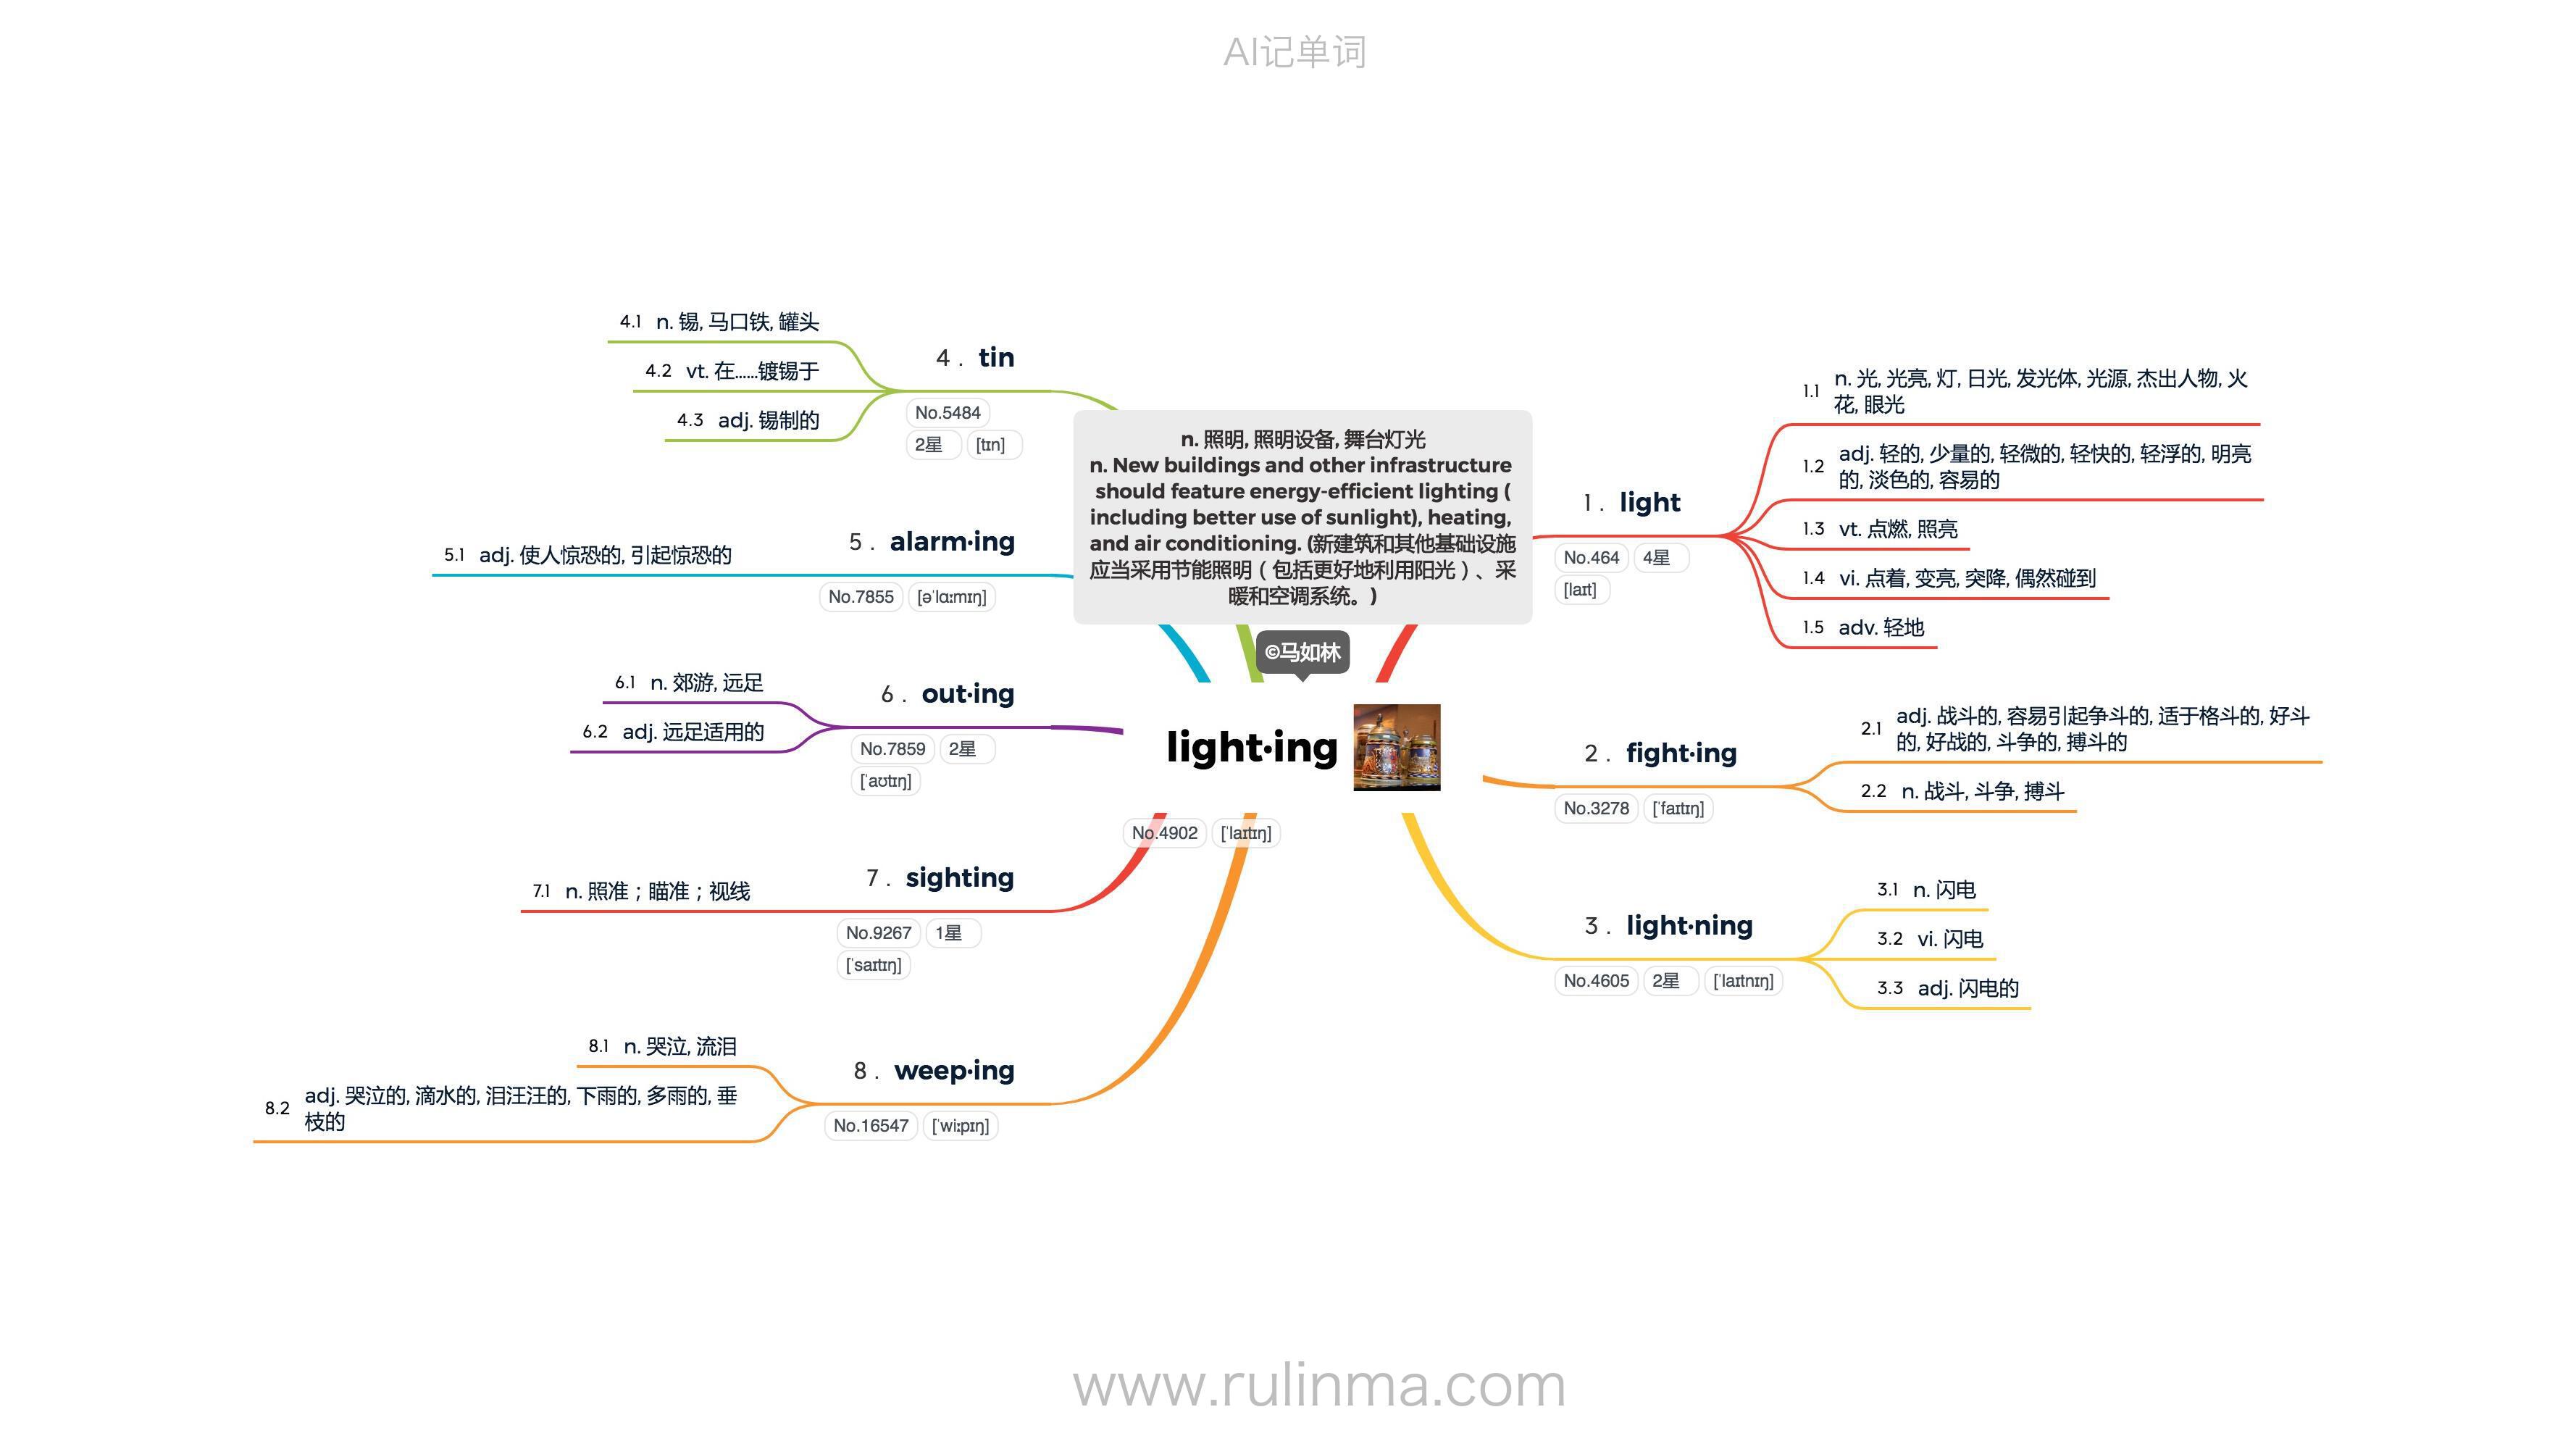 AI记单词
n. 照明, 照明设备, 舞台灯光
n. New buildings and other infrastructure
should feature energy-efficient lighting (
including better use of sunlight), heating,
and air conditioning. (新建筑和其他基础设施
应当采用节能照明（包括更好地利用阳光）、采
暖和空调系统。)
©马如林
light·ing
No.4902 [ˈlaɪtɪŋ]
1 . light
No.464 4星
[laɪt]
1.1 n. 光, 光亮, 灯, 日光, 发光体, 光源, 杰出人物, 火
花, 眼光
1.2 adj. 轻的, 少量的, 轻微的, 轻快的, 轻浮的, 明亮
的, 淡色的, 容易的
1.3 vt. 点燃, 照亮
1.4 vi. 点着, 变亮, 突降, 偶然碰到
1.5 adv. 轻地
2 . fight·ing
No.3278 [ˈfaɪtɪŋ]
2.1 adj. 战斗的, 容易引起争斗的, 适于格斗的, 好斗
的, 好战的, 斗争的, 搏斗的
2.2 n. 战斗, 斗争, 搏斗
3 . light·ning
No.4605 2星 [ˈlaɪtnɪŋ]
3.1 n. 闪电
3.2 vi. 闪电
3.3 adj. 闪电的
4 . tin
No.5484
2星 [tɪn]
4.1 n. 锡, 马口铁, 罐头
4.2 vt. 在......镀锡于
4.3 adj. 锡制的
5 . alarm·ing
No.7855 [əˈlɑːmɪŋ]
5.1 adj. 使人惊恐的, 引起惊恐的
6 . out·ing
No.7859 2星
[ˈaʊtɪŋ]
6.1 n. 郊游, 远足
6.2 adj. 远足适用的
7 . sighting
No.9267 1星
[ˈsaɪtɪŋ]
7.1 n. 照准；瞄准；视线
8 . weep·ing
No.16547 [ˈwiːpɪŋ]
8.1 n. 哭泣, 流泪
8.2 adj. 哭泣的, 滴水的, 泪汪汪的, 下雨的, 多雨的, 垂
枝的
www.rulinma.com